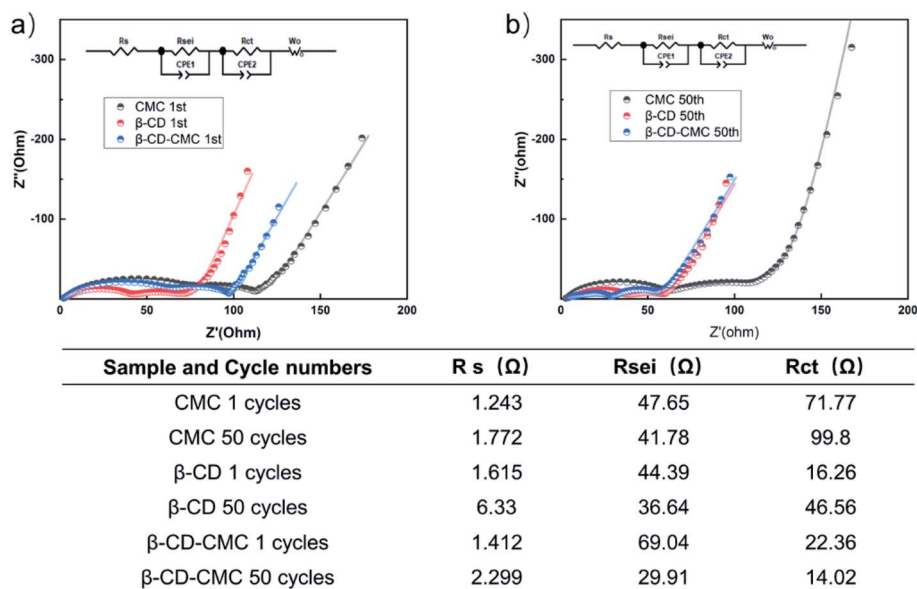 a)
Rs Rsei Rct Wo
CPE1 CPE2
CMC 1st
β-CD 1st
β-CD-CMC 1st
-300
-200
-100
Z''(Ohm)
0 50 100 150 200
Z'(Ohm)
b)
Rs Rsei Rct Wo
CPE1 CPE2
CMC 50th
β-CD 50th
β-CD-CMC 50th
-300
-200
-100
Z''(ohm)
0 50 100 150 200
Z'(ohm)
Sample and Cycle numbers R s (Ω) Rsei (Ω) Rct (Ω)
CMC 1 cycles 1.243 47.65 71.77
CMC 50 cycles 1.772 41.78 99.8
β-CD 1 cycles 1.615 44.39 16.26
β-CD 50 cycles 6.33 36.64 46.56
β-CD-CMC 1 cycles 1.412 69.04 22.36
β-CD-CMC 50 cycles 2.299 29.91 14.02